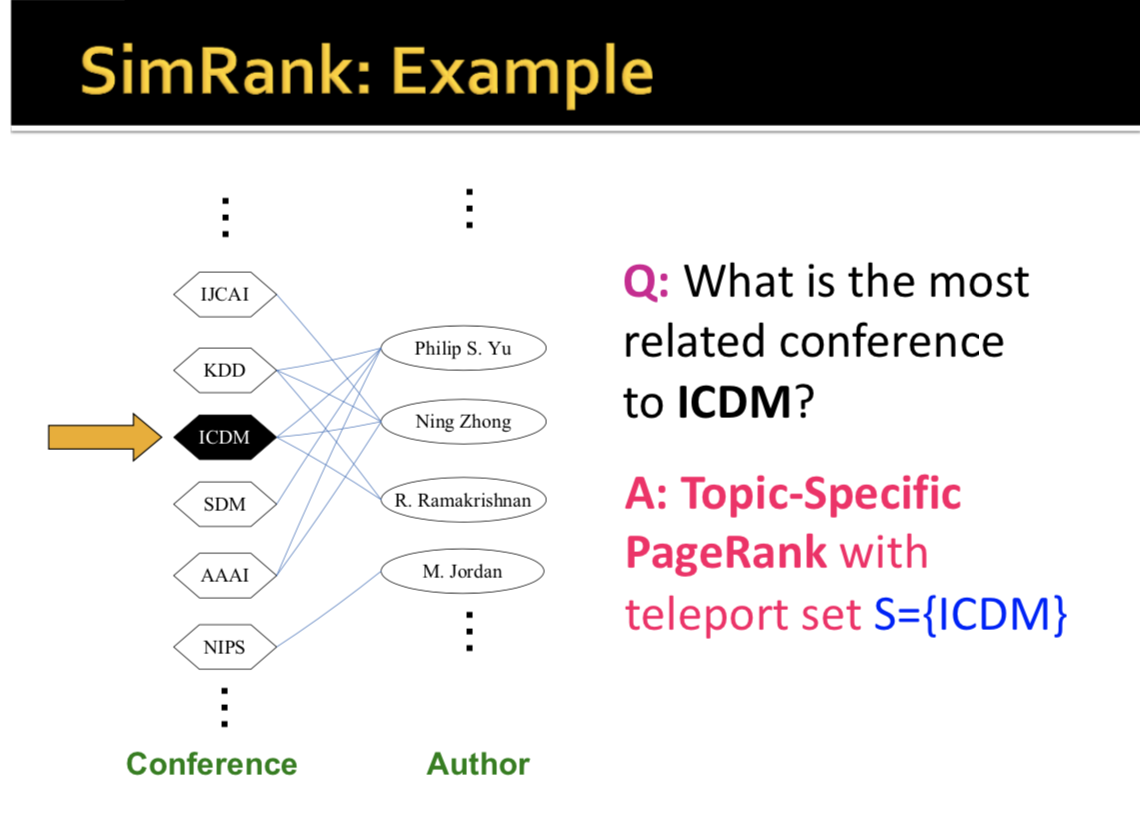 SimRank: Example
IJCAI
KDD
ICDM
SDM
AAAI
NIPS
Conference
Philip S. Yu
Ning Zhong
R. Ramakrishnan
M. Jordan
Author
Q: What is the most
related conference
to ICDM?
A: Topic-Specific
PageRank with
teleport set S={ICDM}